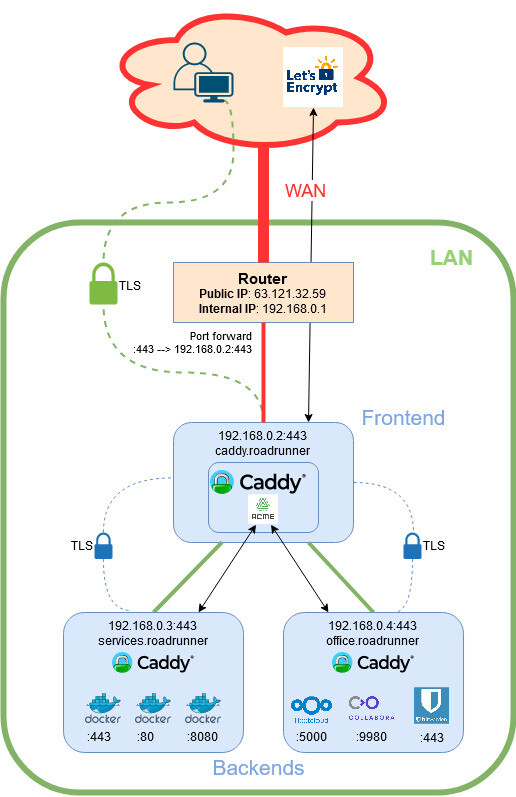 Let's
Encrypt
WAN
LAN
TLS
Router
Public IP: 63.121.32.59
Internal IP: 192.168.0.1
Port forward
:443 --> 192.168.0.2:443
Frontend
192.168.0.2:443
caddy.roadrunner
Caddy
ACME
TLS
TLS
192.168.0.3:443
services.roadrunner
Caddy
docker
docker
docker
:443
:80
:8080
192.168.0.4:443
office.roadrunner
Caddy
Nextcloud
COLLABORA
bitwarden
:5000
:9980
:443
Backends